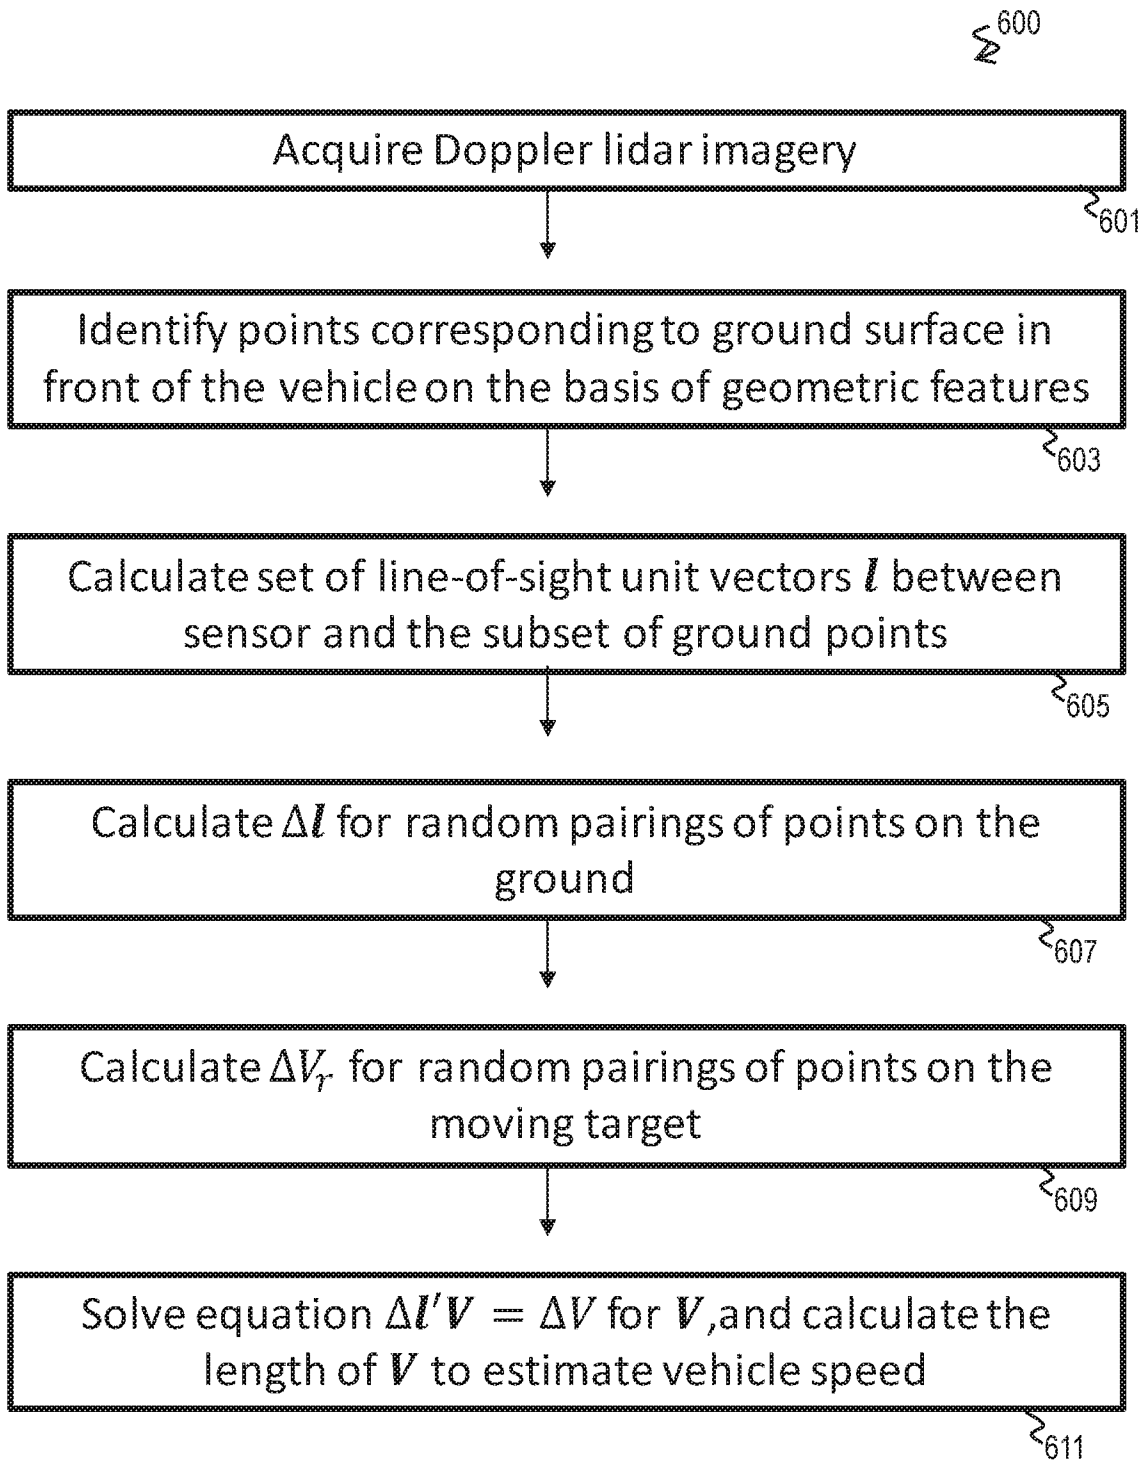 600
Acquire Doppler lidar imagery
601
Identify points corresponding to ground surface in
front of the vehicle on the basis of geometric features
603
Calculate set of line-of-sight unit vectors l between
sensor and the subset of ground points
605
Calculate Δl for random pairings of points on the
ground
607
Calculate ΔVr for random pairings of points on the
moving target
609
Solve equation Δl′V = ΔV for V,and calculate the
length of V to estimate vehicle speed
611